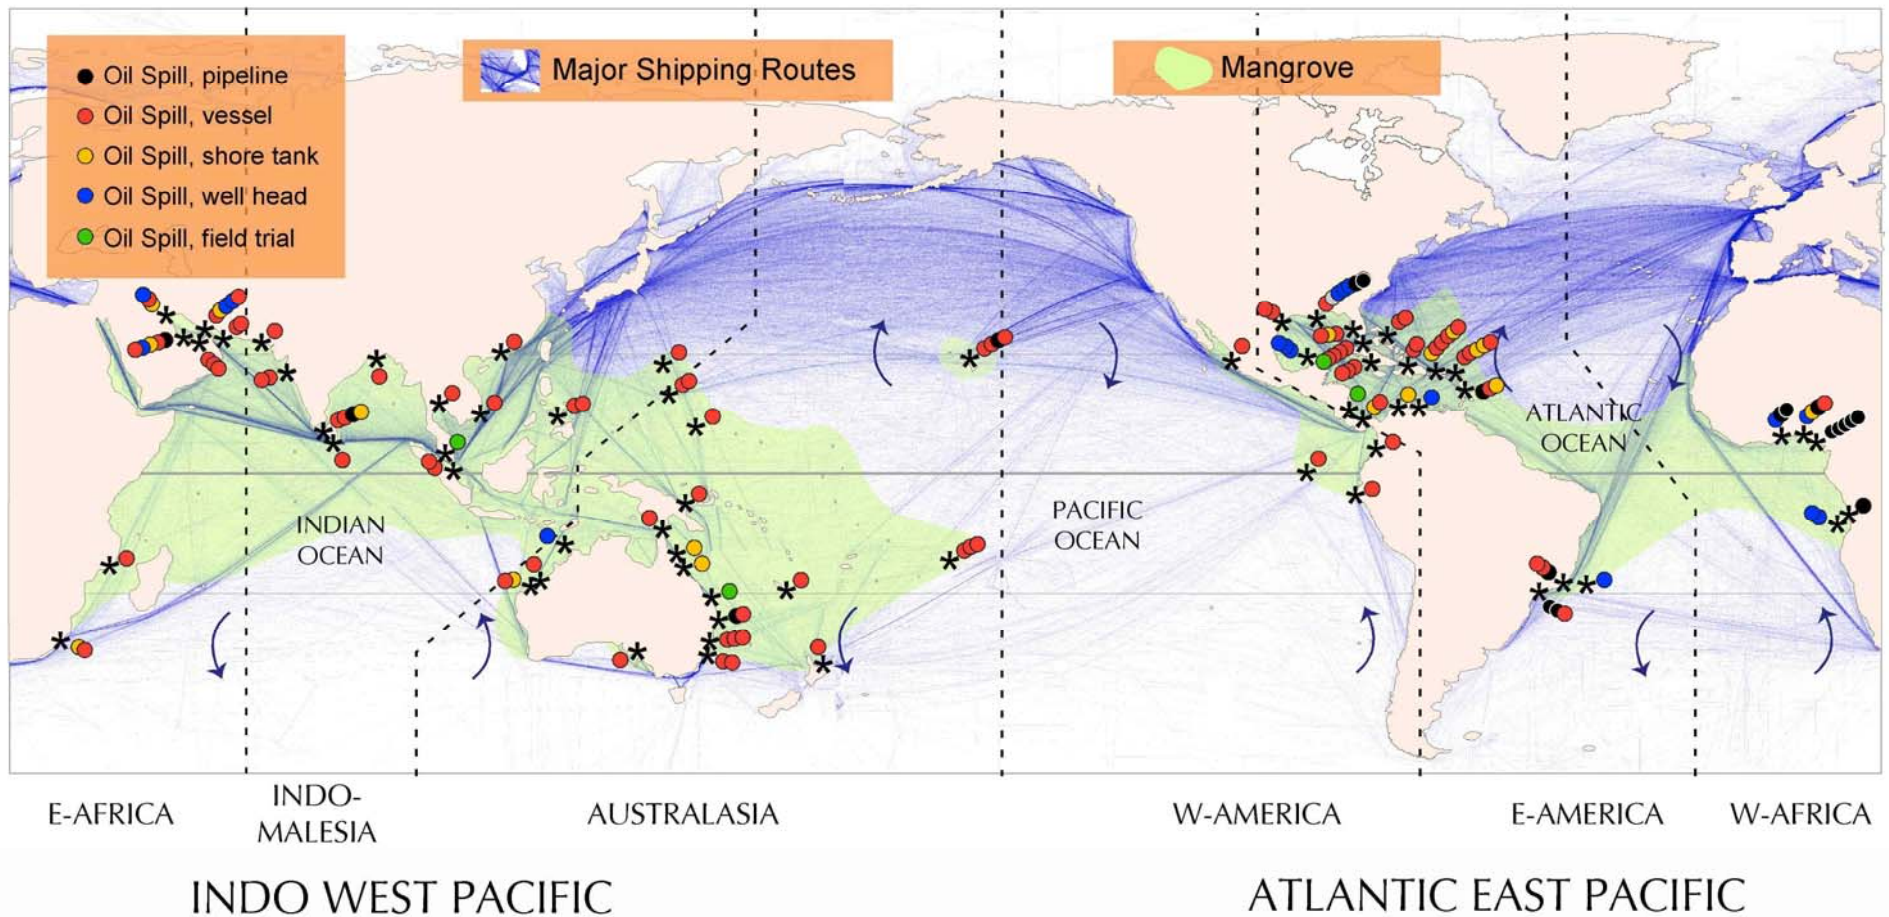 Oil Spill, pipeline
Oil Spill, vessel
Oil Spill, shore tank
Oil Spill, well head
Oil Spill, field trial
Major Shipping Routes
Mangrove
INDIAN
OCEAN
PACIFIC
OCEAN
ATLANTIC
OCEAN
E-AFRICA
INDO-
MALESIA
AUSTRALASIA
W-AMERICA
E-AMERICA
W-AFRICA
INDO WEST PACIFIC
ATLANTIC EAST PACIFIC